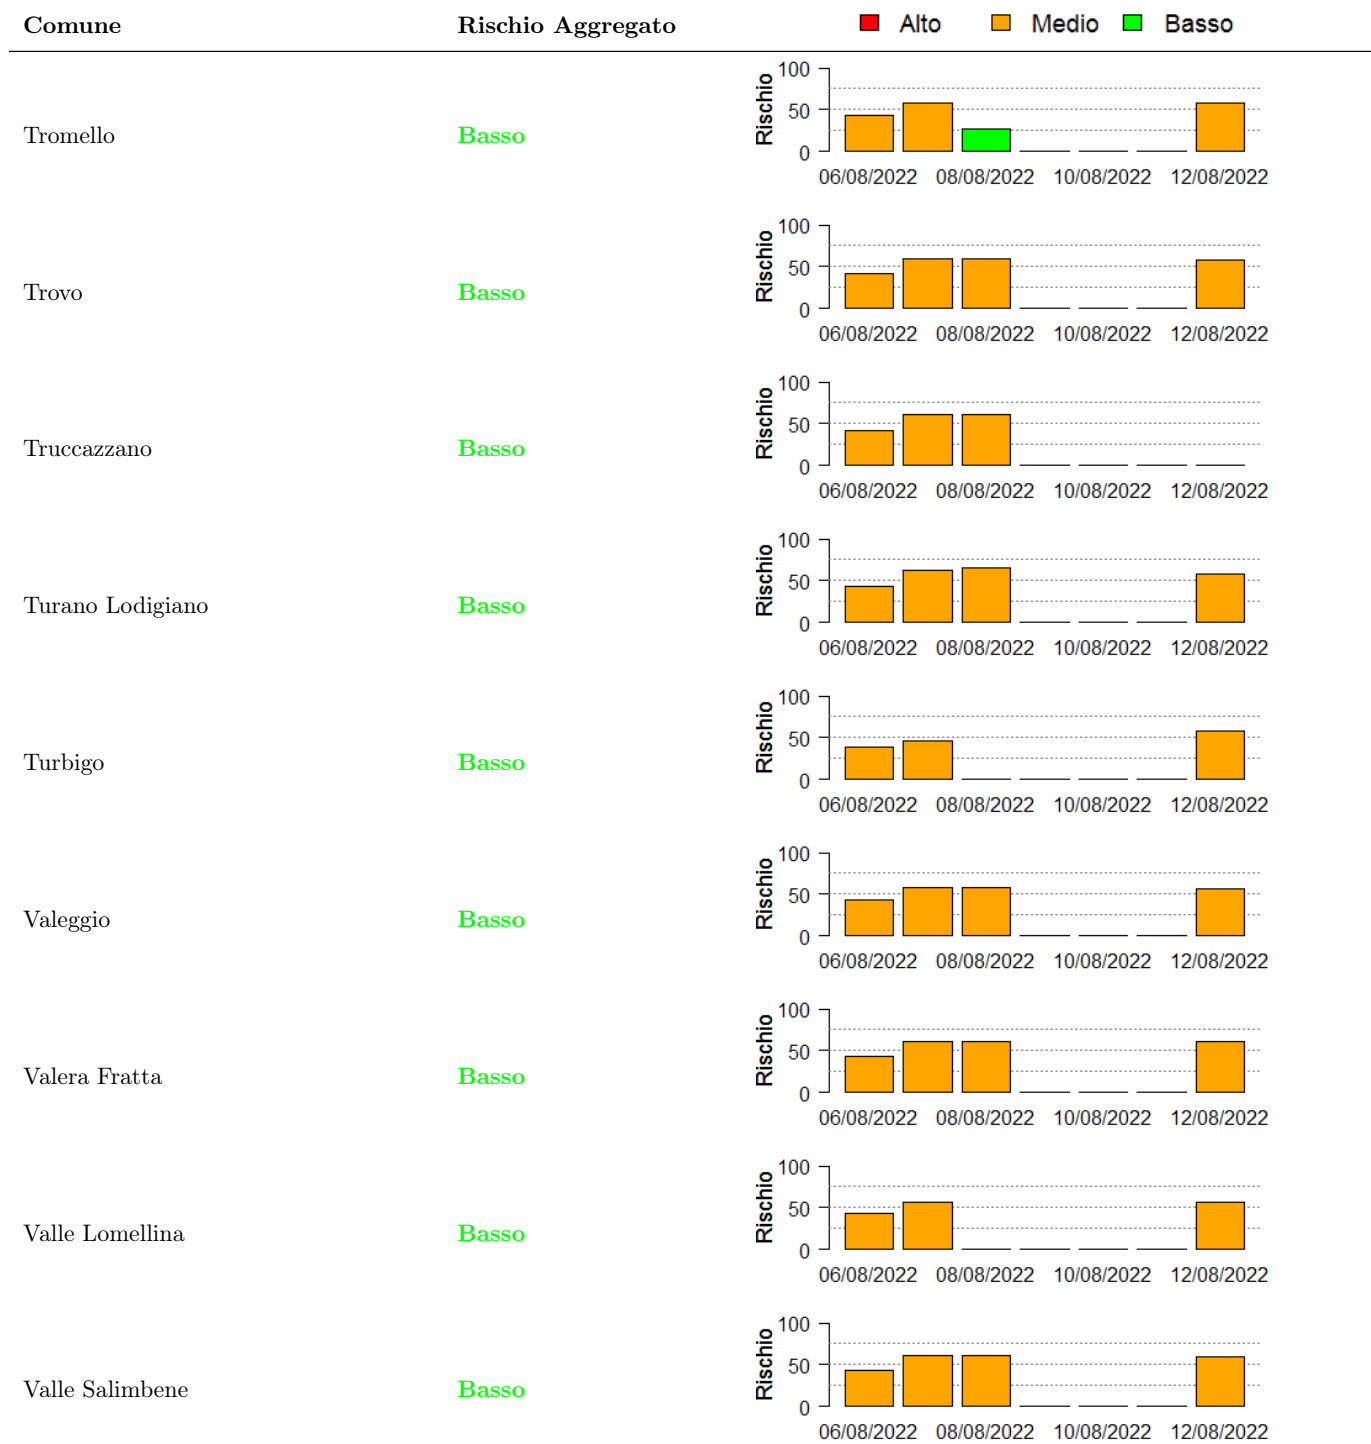 Comune Rischio Aggregato Alto Medio Basso
Tromello Basso
Rischio
100
50
0
06/08/2022 08/08/2022 10/08/2022 12/08/2022
Trovo Basso
Rischio
100
50
0
06/08/2022 08/08/2022 10/08/2022 12/08/2022
Truccazzano Basso
Rischio
100
50
0
06/08/2022 08/08/2022 10/08/2022 12/08/2022
Turano Lodigiano Basso
Rischio
100
50
0
06/08/2022 08/08/2022 10/08/2022 12/08/2022
Turbigo Basso
Rischio
100
50
0
06/08/2022 08/08/2022 10/08/2022 12/08/2022
Valeggio Basso
Rischio
100
50
0
06/08/2022 08/08/2022 10/08/2022 12/08/2022
Valera Fratta Basso
Rischio
100
50
0
06/08/2022 08/08/2022 10/08/2022 12/08/2022
Valle Lomellina Basso
Rischio
100
50
0
06/08/2022 08/08/2022 10/08/2022 12/08/2022
Valle Salimbene Basso
Rischio
100
50
0
06/08/2022 08/08/2022 10/08/2022 12/08/2022